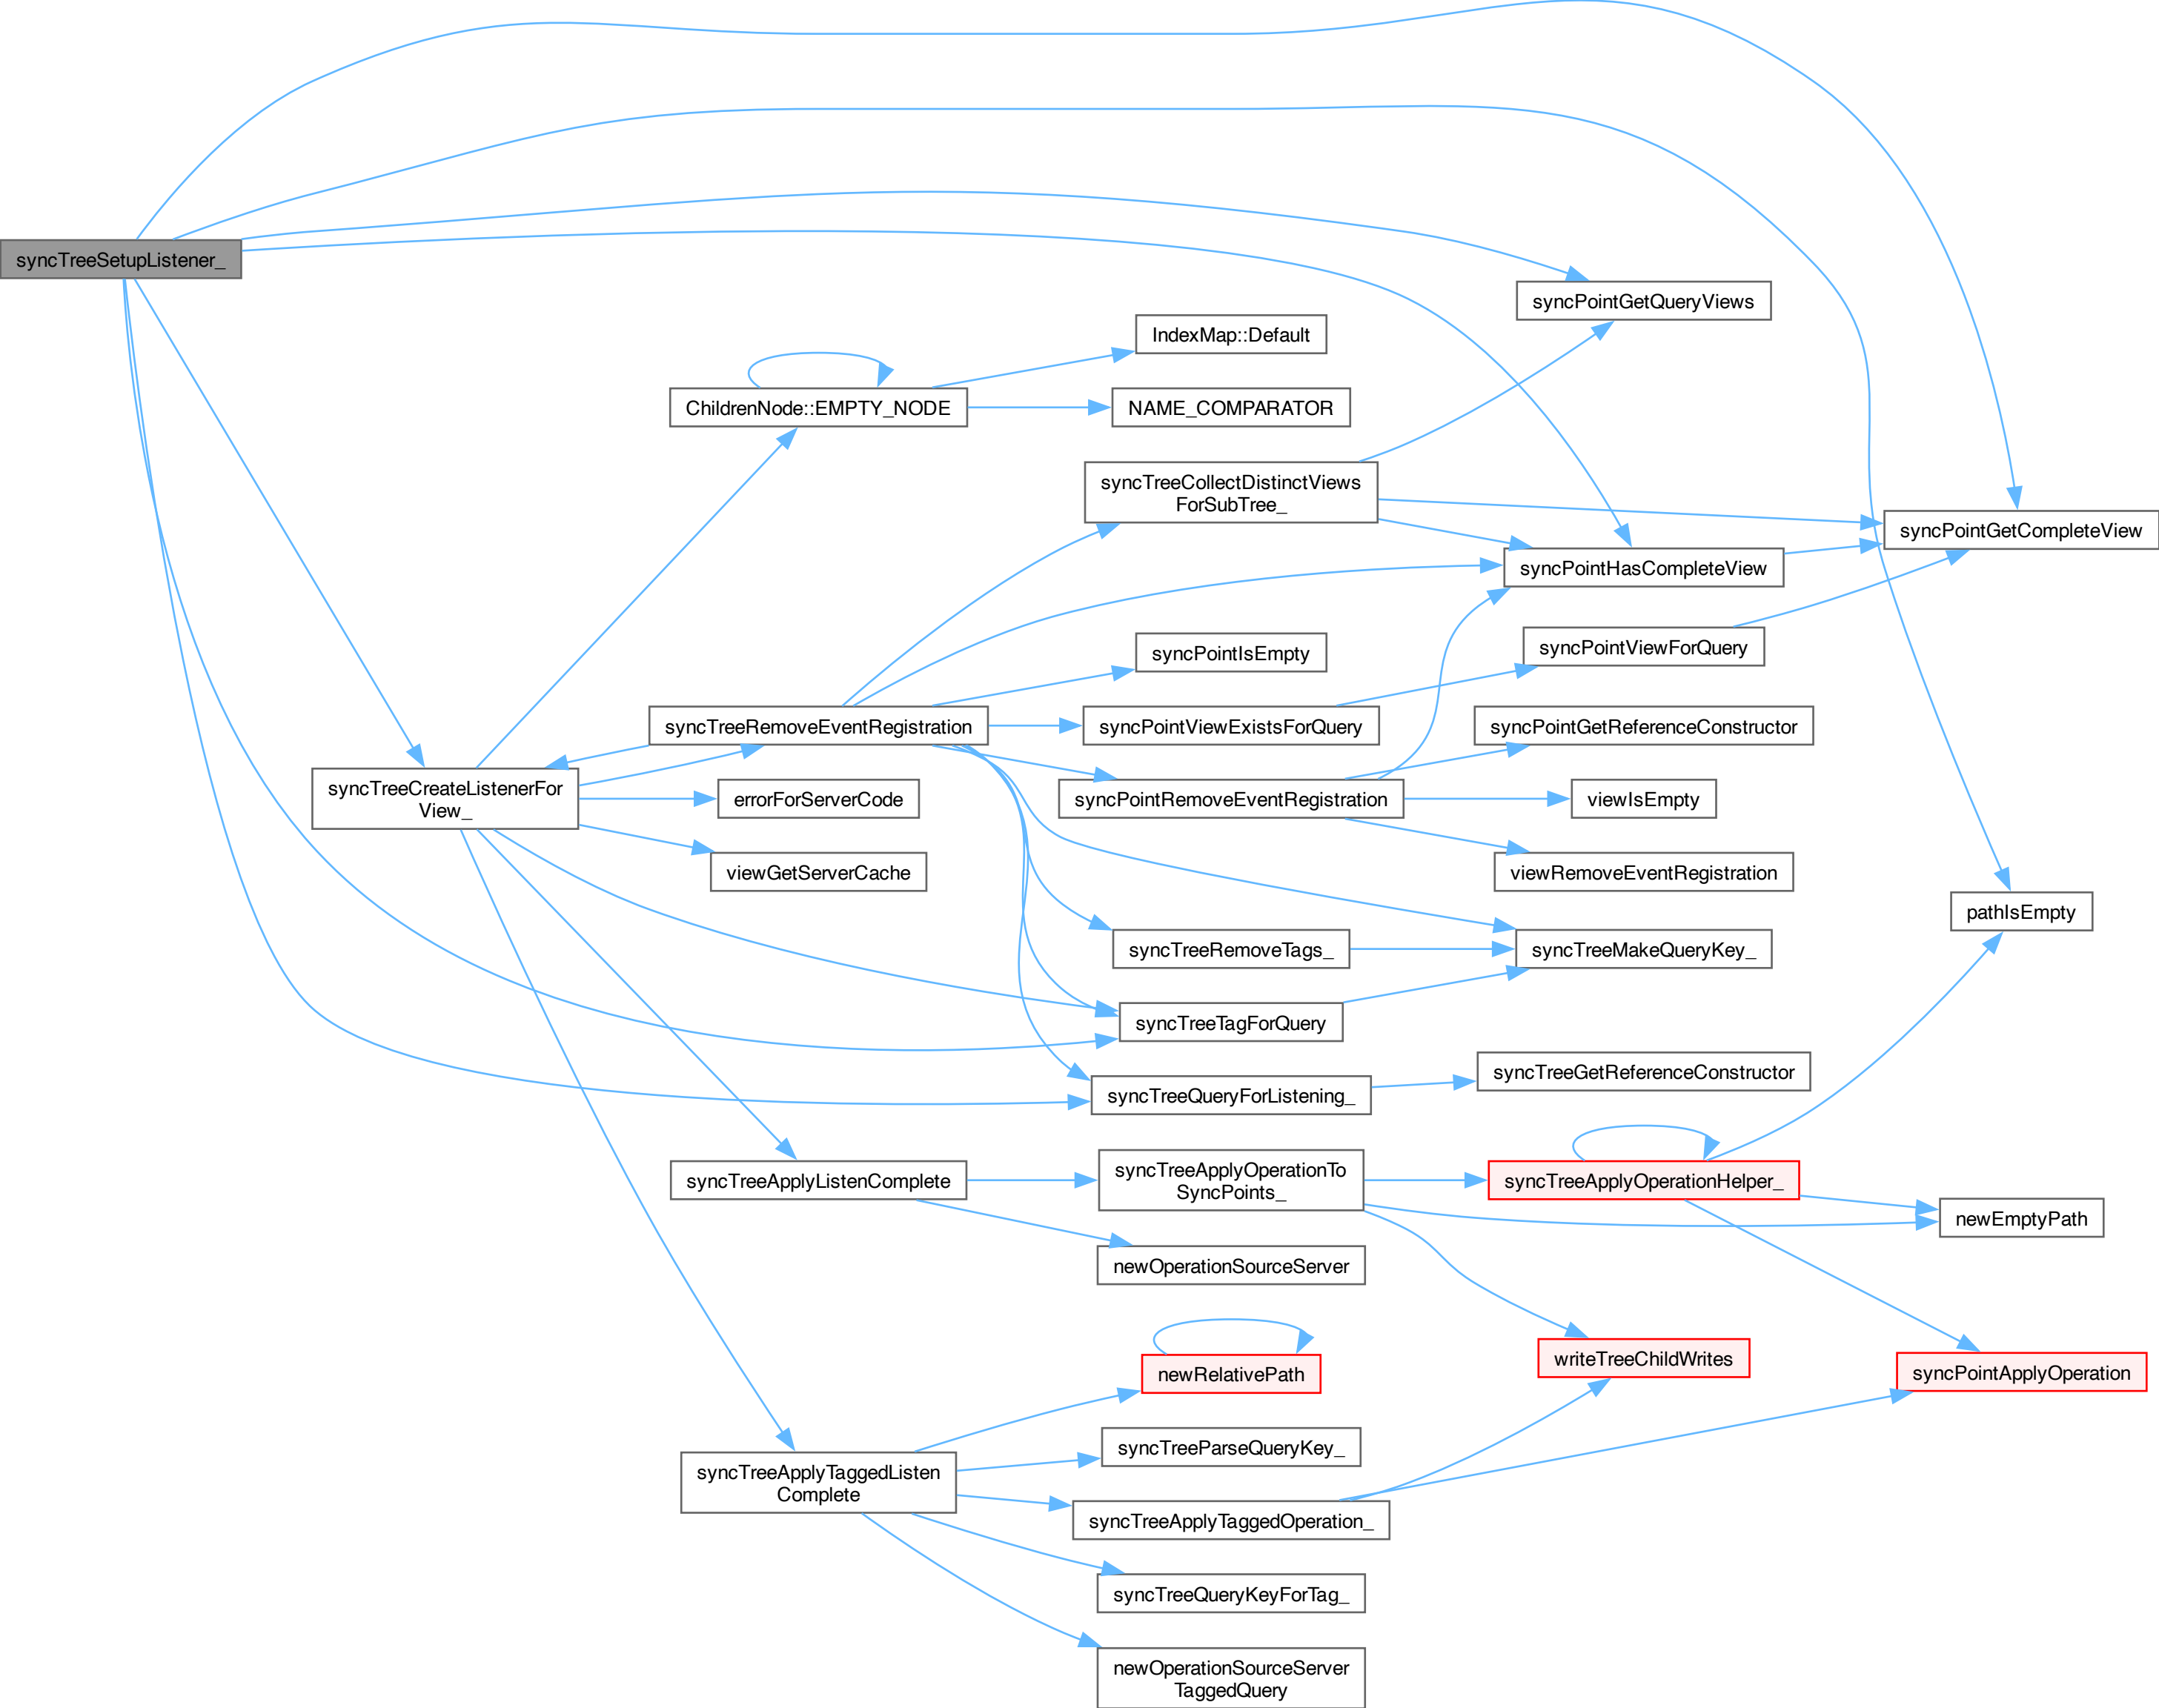 syncTreeSetupListener_
syncPointGetQueryViews
IndexMap::Default
ChildrenNode::EMPTY_NODE
NAME_COMPARATOR
syncTreeCollectDistinctViews
ForSubTree_
syncPointGetCompleteView
syncPointHasCompleteView
syncPointIsEmpty
syncPointViewForQuery
syncTreeRemoveEventRegistration
syncPointViewExistsForQuery
syncPointGetReferenceConstructor
syncTreeCreateListenerFor
View_
errorForServerCode
syncPointRemoveEventRegistration
viewIsEmpty
viewGetServerCache
viewRemoveEventRegistration
pathIsEmpty
syncTreeRemoveTags_
syncTreeMakeQueryKey_
syncTreeTagForQuery
syncTreeGetReferenceConstructor
syncTreeQueryForListening_
syncTreeApplyListenComplete
syncTreeApplyOperationTo
SyncPoints_
syncTreeApplyOperationHelper_
newEmptyPath
newOperationSourceServer
newRelativePath
writeTreeChildWrites
syncPointApplyOperation
syncTreeParseQueryKey_
syncTreeApplyTaggedListen
Complete
syncTreeApplyTaggedOperation_
syncTreeQueryKeyForTag_
newOperationSourceServer
TaggedQuery